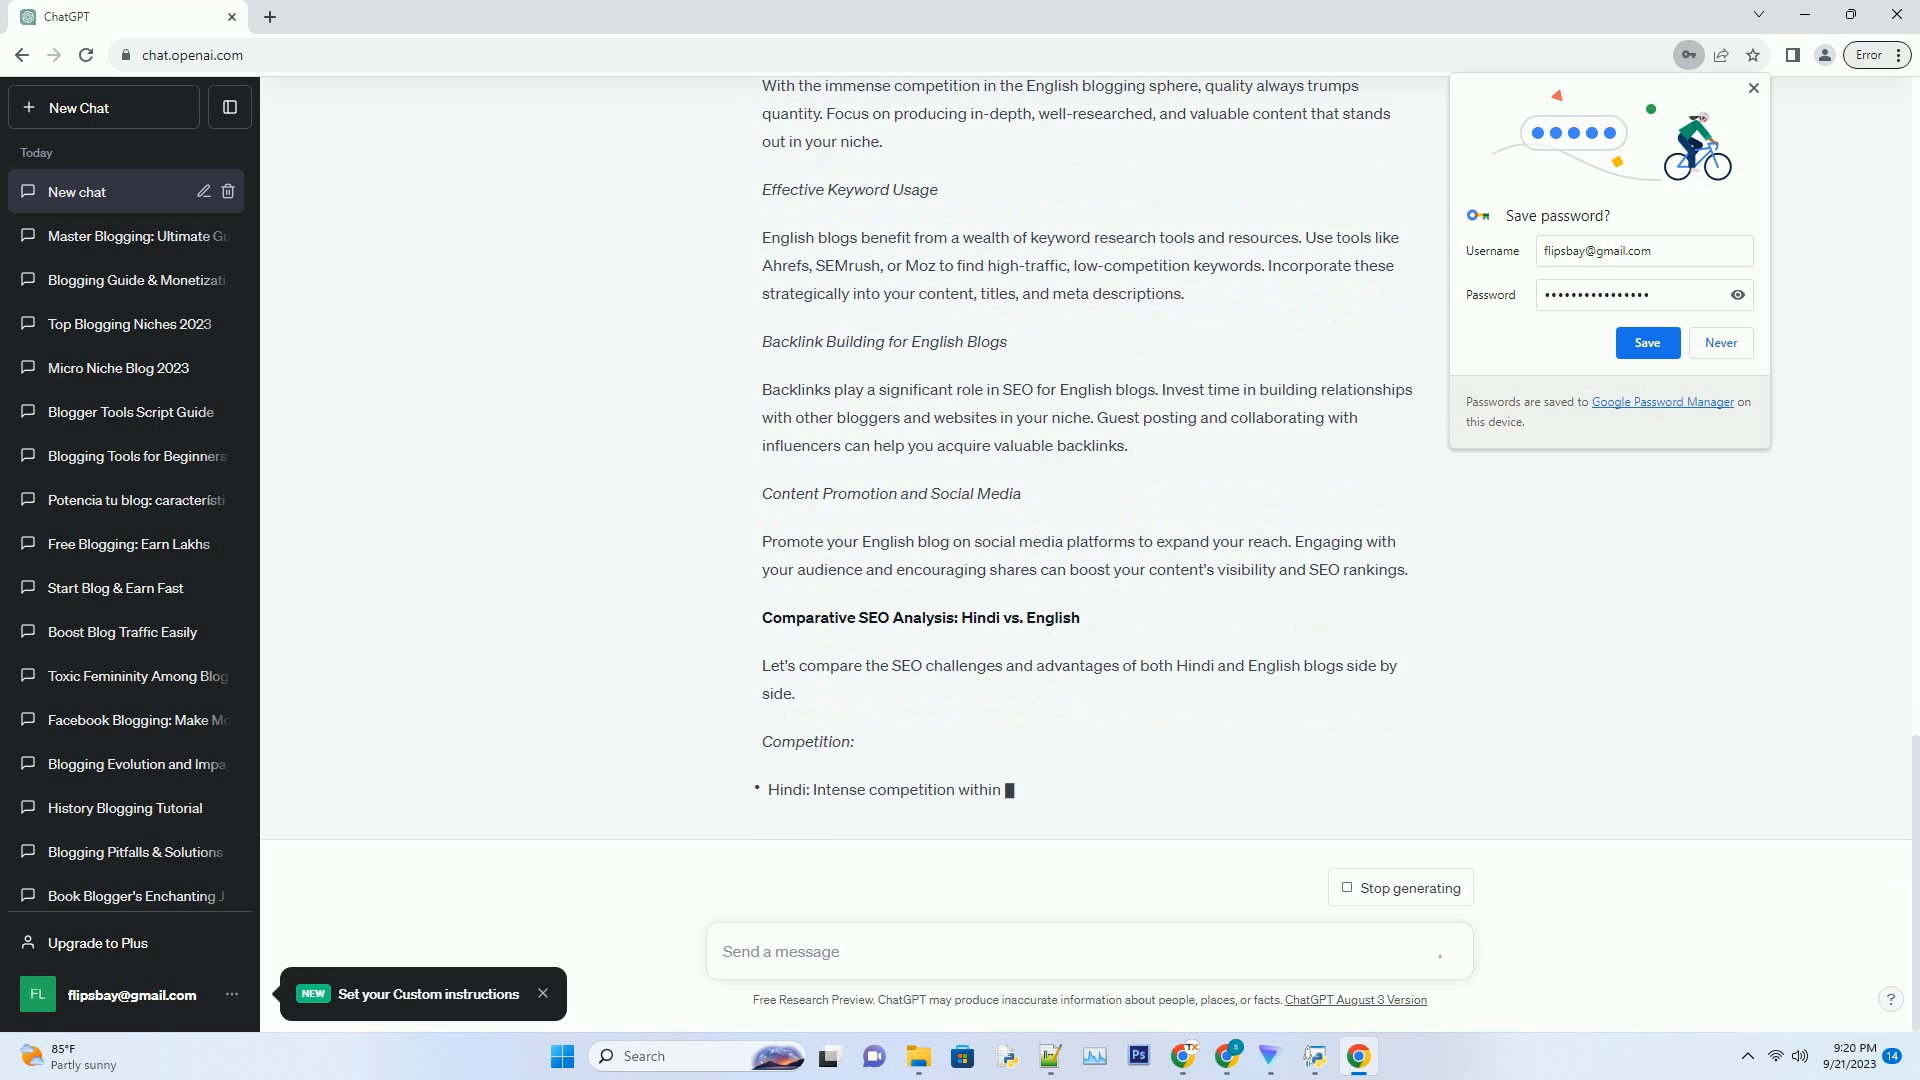 ChatGPT
chat.openai.com
Error
New Chat
Today
New chat
Master Blogging: Ultimate Gu
Blogging Guide & Monetizati
Top Blogging Niches 2023
Micro Niche Blog 2023
Blogger Tools Script Guide
Blogging Tools for Beginners
Potencia tu blog: característi
Free Blogging: Earn Lakhs
Start Blog & Earn Fast
Boost Blog Traffic Easily
Toxic Femininity Among Blog
Facebook Blogging: Make Mo
Blogging Evolution and Impa
History Blogging Tutorial
Blogging Pitfalls & Solutions
Book Blogger's Enchanting J
Upgrade to Plus
FL
flipsbay@gmail.com
NEW Set your Custom instructions
With the immense competition in the English blogging sphere, quality always trumps
quantity. Focus on producing in-depth, well-researched, and valuable content that stands
out in your niche.
Effective Keyword Usage
English blogs benefit from a wealth of keyword research tools and resources. Use tools like
Ahrefs, SEMrush, or Moz to find high-traffic, low-competition keywords. Incorporate these
strategically into your content, titles, and meta descriptions.
Backlink Building for English Blogs
Backlinks play a significant role in SEO for English blogs. Invest time in building relationships
with other bloggers and websites in your niche. Guest posting and collaborating with
influencers can help you acquire valuable backlinks.
Content Promotion and Social Media
Promote your English blog on social media platforms to expand your reach. Engaging with
your audience and encouraging shares can boost your content's visibility and SEO rankings.
Comparative SEO Analysis: Hindi vs. English
Let's compare the SEO challenges and advantages of both Hindi and English blogs side by
side.
Competition:
• Hindi: Intense competition within
Stop generating
Send a message
Free Research Preview. ChatGPT may produce inaccurate information about people, places, or facts. ChatGPT August 3 Version
?
Save password?
Username flipsbay@gmail.com
Password ••••••••••••••••
Save Never
Passwords are saved to Google Password Manager on
this device.
85°F
Partly sunny
Search
TX
S
Ps
9:20 PM
9/21/2023
14